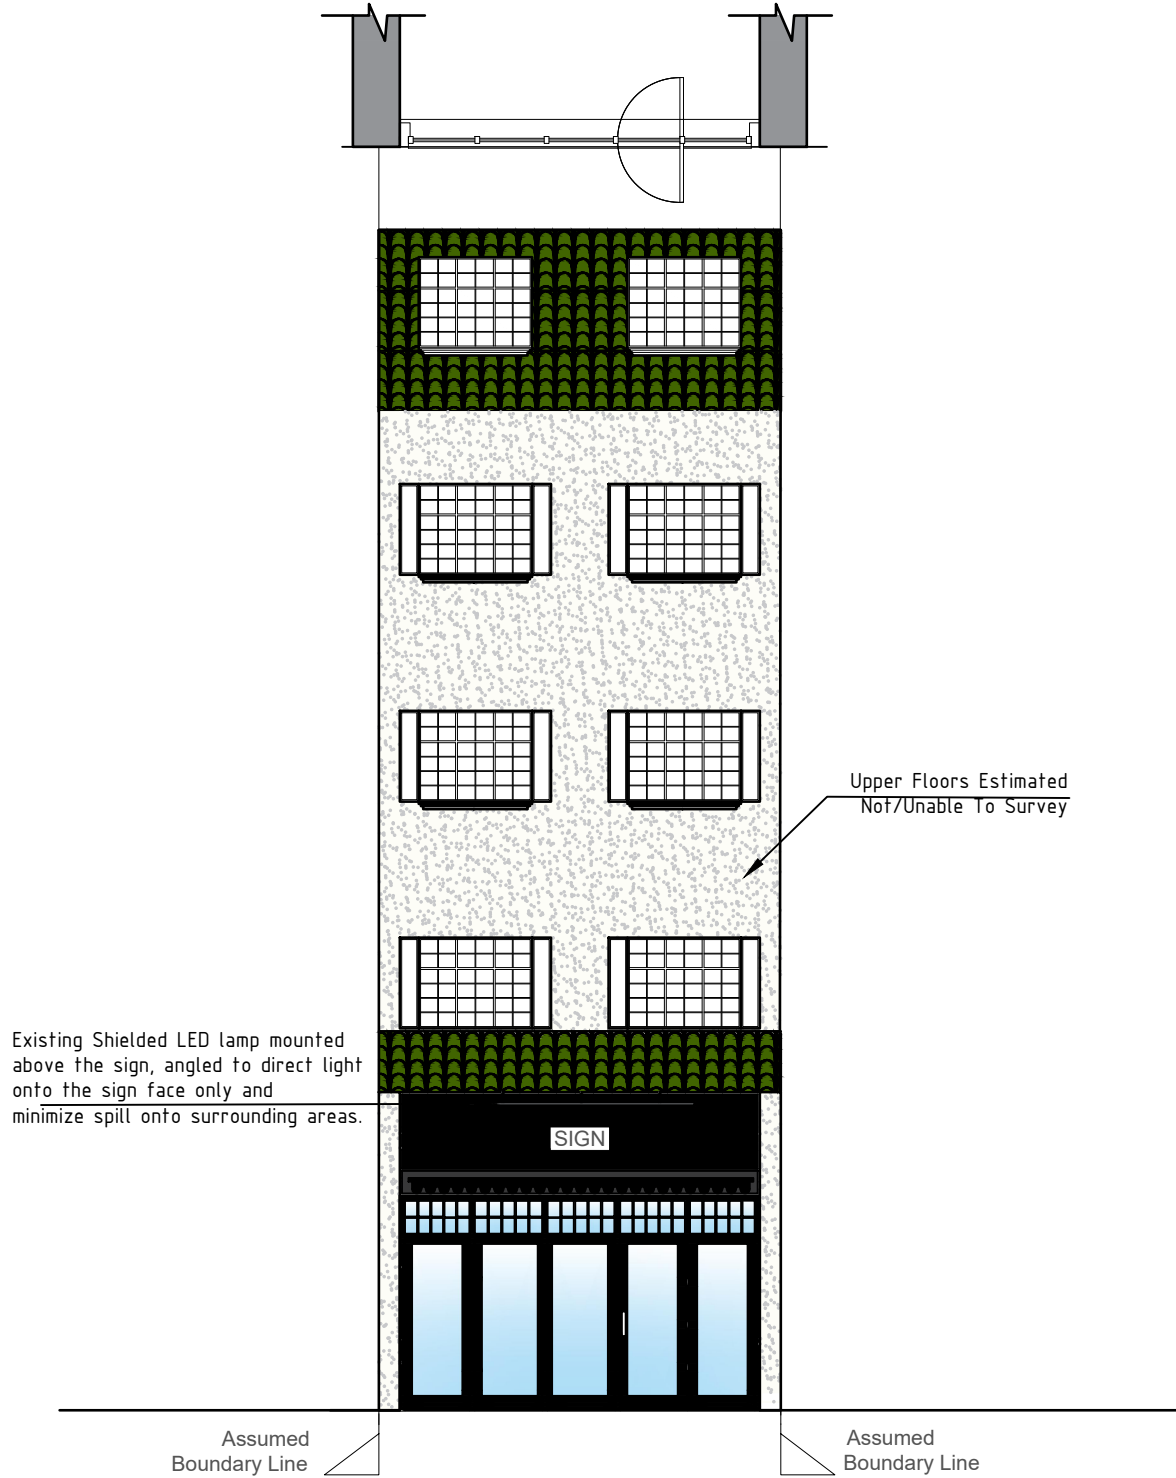 Upper Floors Estimated
Not/Unable To Survey
Existing Shielded LED lamp mounted
above the sign, angled to direct light
onto the sign face only and
minimize spill onto surrounding areas.
SIGN
Assumed
Boundary Line
Assumed
Boundary Line